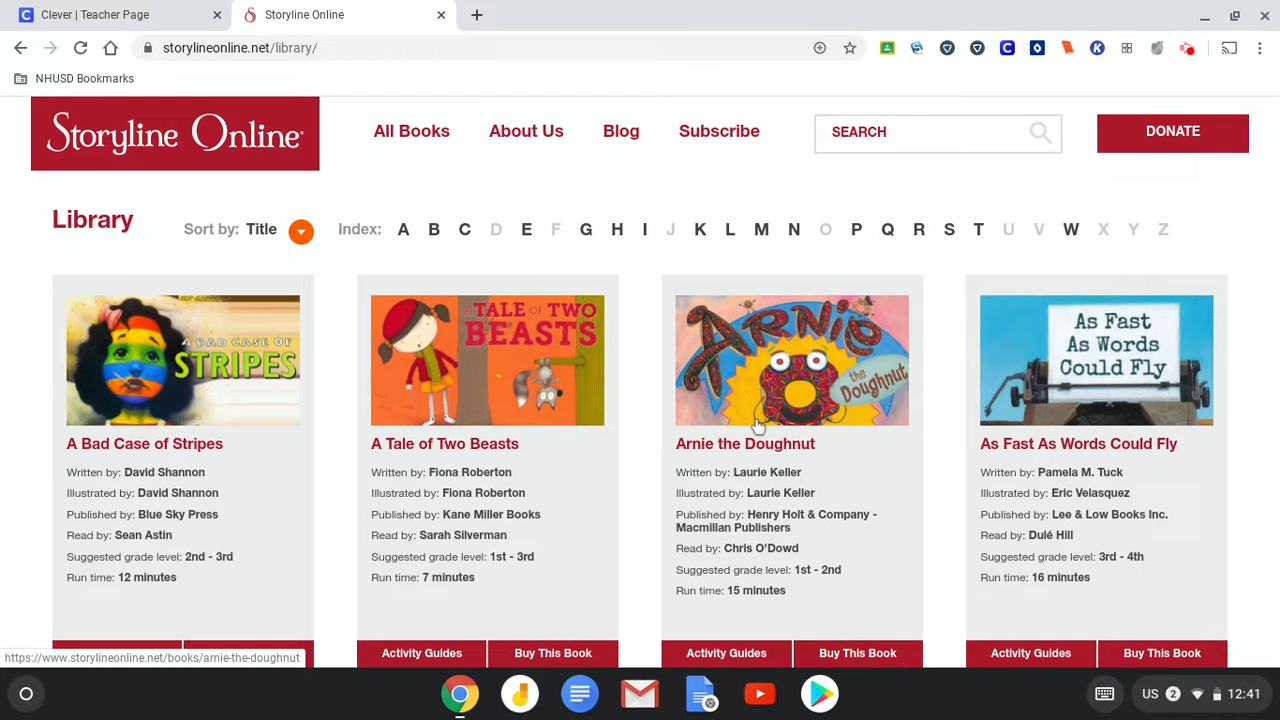 Clever | Teacher Page
Storyline Online
storylineonline.net/library/
NHUSD Bookmarks
Storyline Online
All Books
About Us
Blog
Subscribe
SEARCH
DONATE
Library
Sort by: Title
Index: A B C D E F G H I J K L M N O P Q R S T U V W X Y Z
A BAD CASE OF
STRIPES
A TALE OF TWO
BEASTS
ARNIE
the
Doughnut
As Fast
As Words
Could Fly
A Bad Case of Stripes
Written by: David Shannon
Illustrated by: David Shannon
Published by: Blue Sky Press
Read by: Sean Astin
Suggested grade level: 2nd - 3rd
Run time: 12 minutes
A Tale of Two Beasts
Written by: Fiona Roberton
Illustrated by: Fiona Roberton
Published by: Kane Miller Books
Read by: Sarah Silverman
Suggested grade level: 1st - 3rd
Run time: 7 minutes
Activity Guides
Buy This Book
Arnie the Doughnut
Written by: Laurie Keller
Illustrated by: Laurie Keller
Published by: Henry Holt & Company -
Macmillan Publishers
Read by: Chris O'Dowd
Suggested grade level: 1st - 2nd
Run time: 15 minutes
Activity Guides
Buy This Book
As Fast As Words Could Fly
Written by: Pamela M. Tuck
Illustrated by: Eric Velasquez
Published by: Lee & Low Books Inc.
Read by: Dulé Hill
Suggested grade level: 3rd - 4th
Run time: 16 minutes
Activity Guides
Buy This Book
https://www.storylineonline.net/books/arnie-the-doughnut
US 2 12:41